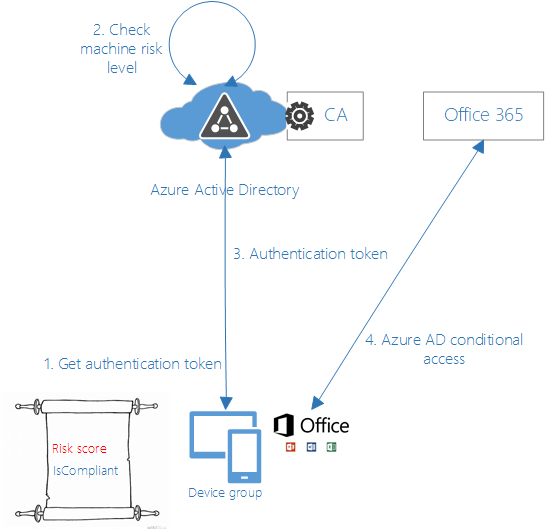 2. Check
machine risk
level
CA
Office 365
Azure Active Directory
3. Authentication token
4. Azure AD conditional
access
1. Get authentication token
Risk score
IsCompliant
Office
Device group